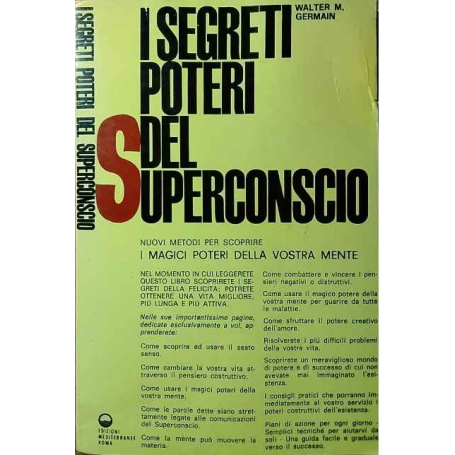 I SEGRETI POTERI DEL SUPERCONSCIO
WALTER M.
GERMAIN
I SEGRETI
POTERI
DEL
SUPERCONSCIO
NUOVI METODI PER SCOPRIRE
I MAGICI POTERI DELLA VOSTRA MENTE
NEL MOMENTO IN CUI LEGGERETE
QUESTO LIBRO SCOPRIRETE I SE-
GRETI DELLA FELICITA'; POTRETE
OTTENERE UNA VITA MIGLIORE,
PIÙ LUNGA E PIÙ ATTIVA.
Nelle sue importantissime pagine,
dedicate esclusivamente a voi, ap-
prenderete:
Come scoprire ed usare il sesto
senso.
Come cambiare la vostra vita at-
traverso il pensiero costruttivo.
Come usare i magici poteri della
vostra mente.
Come le parole dette siano stret-
tamente legate alle comunicazioni
del Superconscio.
Come la mente può muovere la
materia.
Come combattere e vincere i pen-
sieri negativi o distruttivi.
Come usare il magico potere della
vostra mente per guarire da tutte
le malattie.
Come sfruttare il potere creativo
dell'amore.
Risolverete i più difficili problemi
della vostra vita.
Scoprirete un meraviglioso mondo
di potere e di successo di cui non
avevate mai immaginato l'esi-
stenza.
I consigli pratici che porranno im-
mediatamente al vostro servizio i
poteri costruttivi dell'esistenza.
Piani di azione per ogni giorno -
Semplici tecniche per aiutarvi da
soli - Una guida facile e graduale
verso il successo.
EDIZIONI
MEDITERRANEE
ROMA